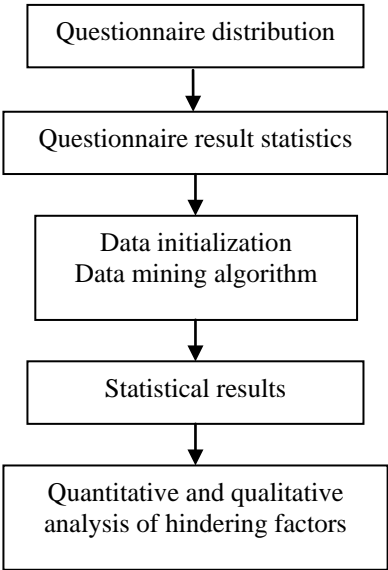 Questionnaire distribution
Questionnaire result statistics
Data initialization
Data mining algorithm
Statistical results
Quantitative and qualitative
analysis of hindering factors